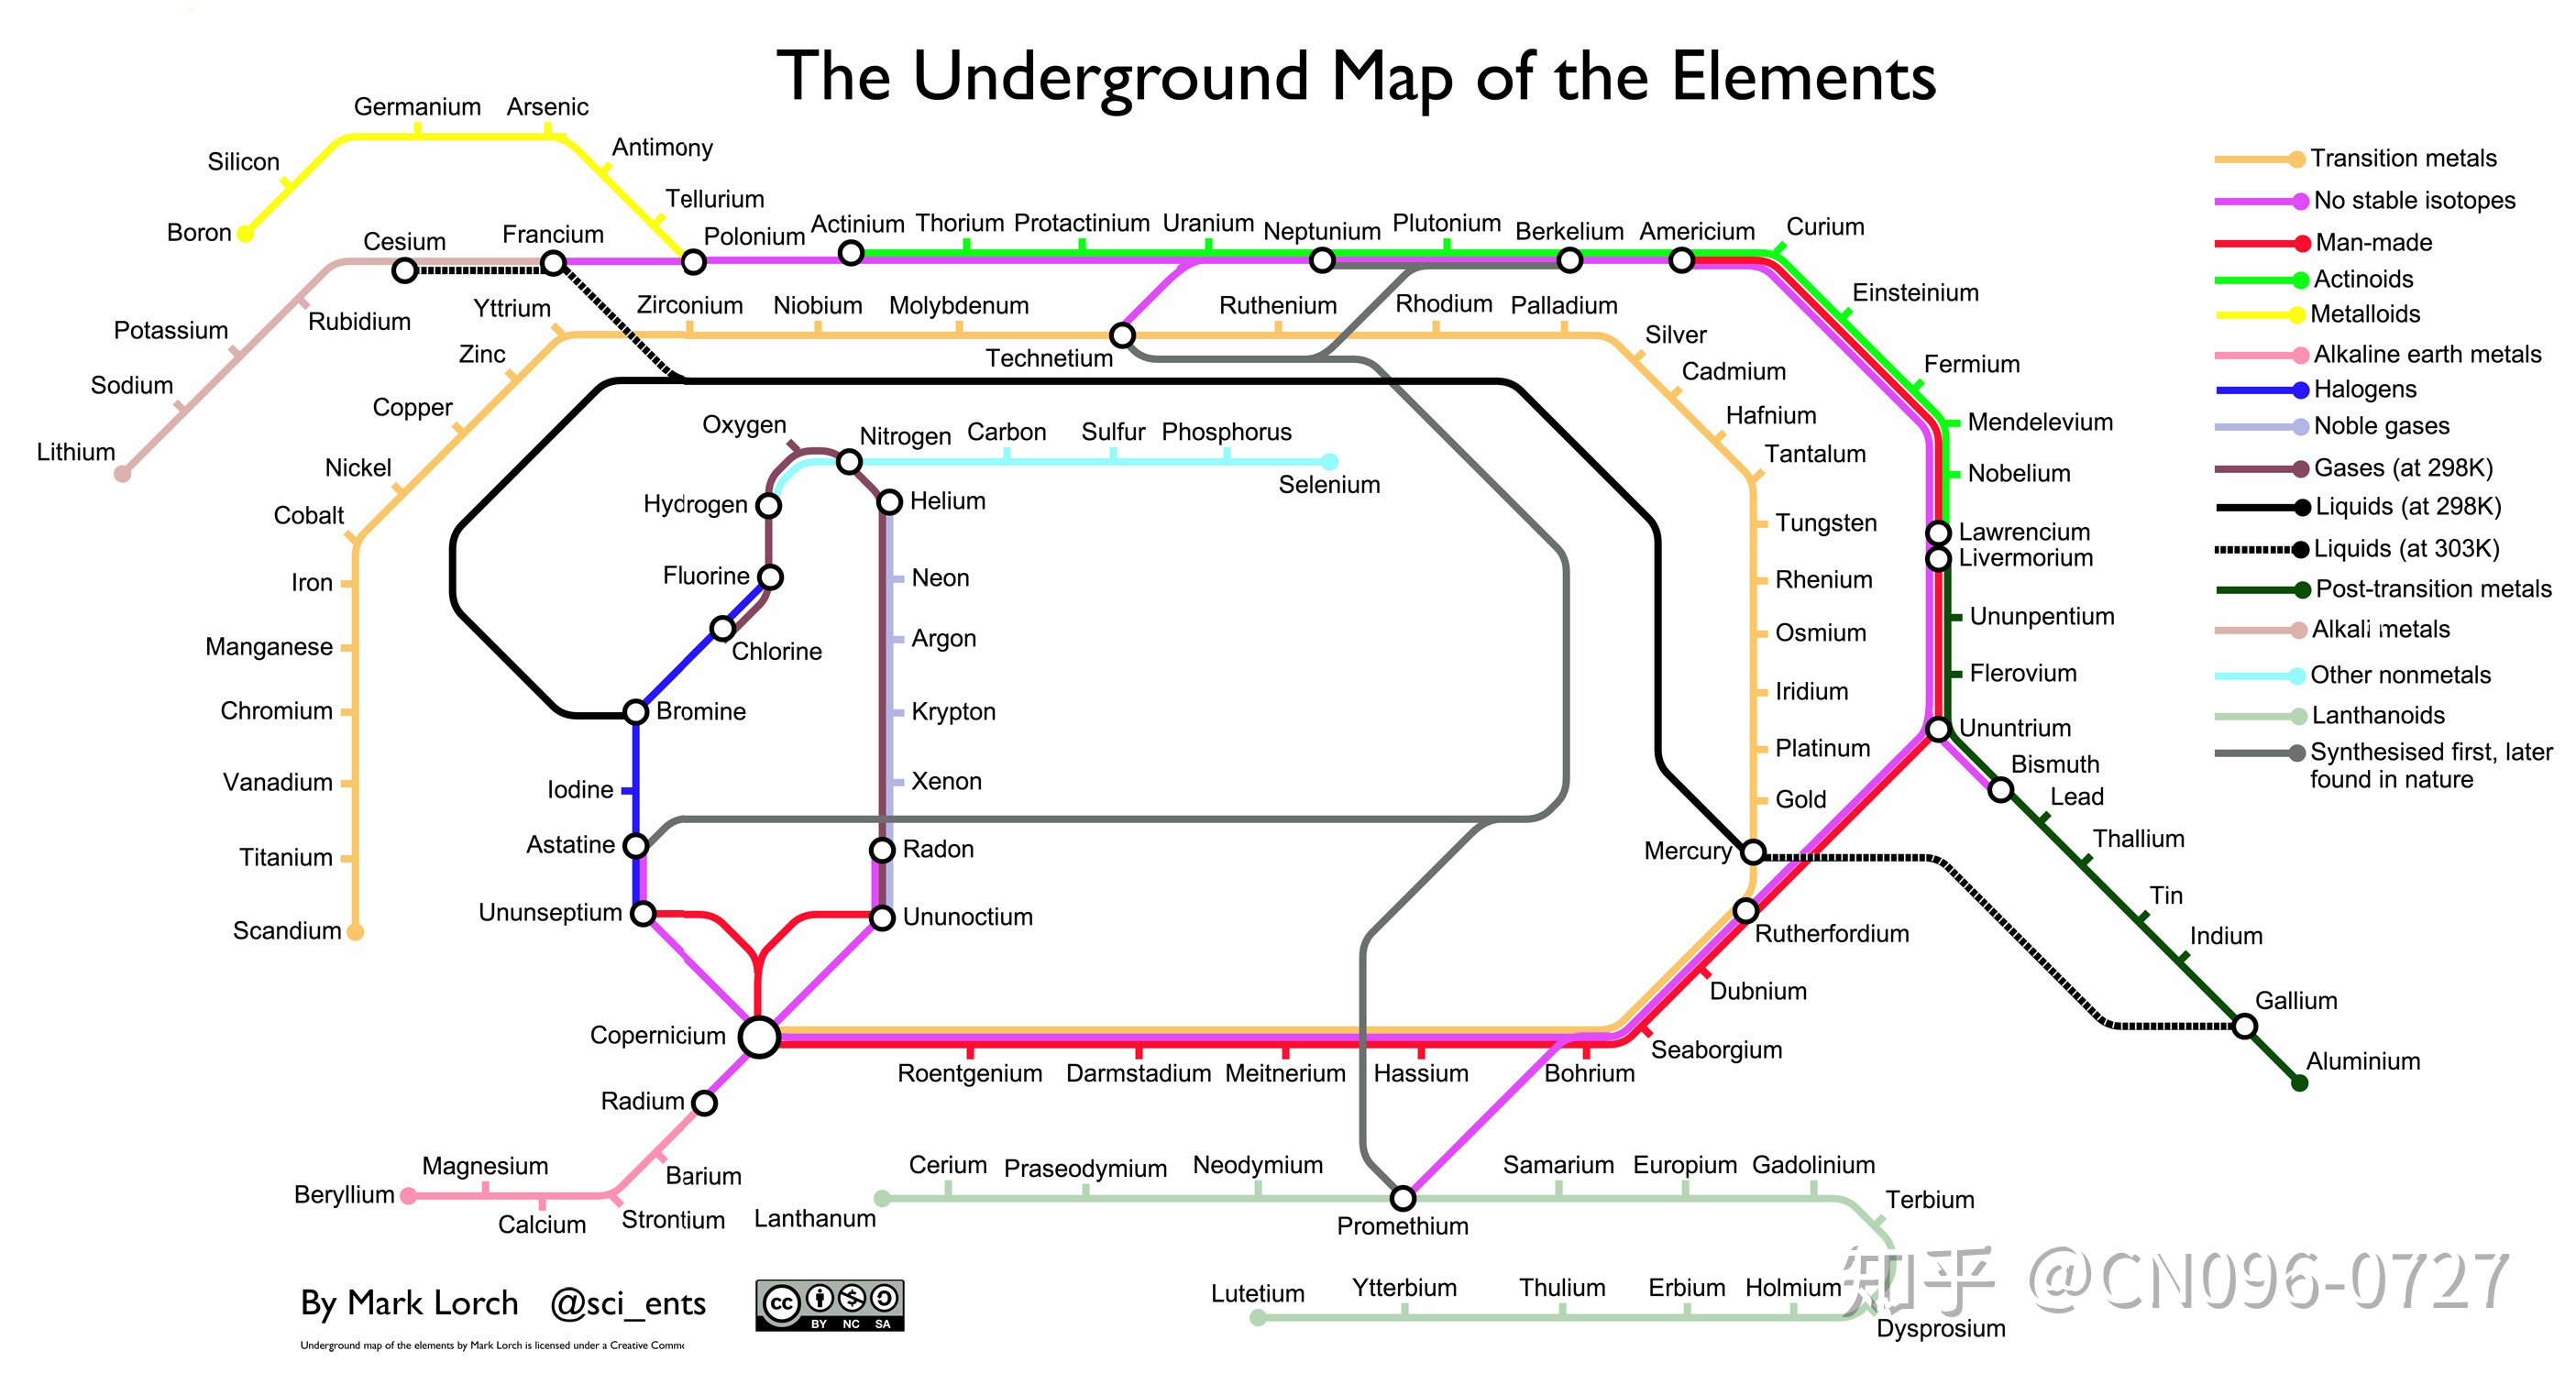 The Underground Map of the Elements
Germanium
Arsenic
Silicon
Antimony
Boron
Tellurium
Cesium
Francium
Polonium
Actinium
Thorium
Protactinium
Uranium
Neptunium
Plutonium
Berkelium
Americium
Curium
Einsteinium
Fermium
Mendelevium
Nobelium
Lawrencium
Livermorium
Ununpentium
Flerovium
Ununtrium
Bismuth
Lead
Thallium
Tin
Indium
Gallium
Aluminium
Potassium
Rubidium
Sodium
Lithium
Yttrium
Zirconium
Niobium
Molybdenum
Technetium
Ruthenium
Rhodium
Palladium
Silver
Cadmium
Hafnium
Tantalum
Tungsten
Rhenium
Osmium
Iridium
Platinum
Gold
Mercury
Rutherfordium
Dubnium
Seaborgium
Zinc
Copper
Nickel
Cobalt
Iron
Manganese
Chromium
Vanadium
Titanium
Scandium
Oxygen
Nitrogen
Carbon
Sulfur
Phosphorus
Selenium
Hydrogen
Helium
Fluorine
Neon
Chlorine
Argon
Bromine
Krypton
Iodine
Xenon
Astatine
Radon
Ununseptium
Ununoctium
Copernicium
Roentgenium
Darmstadium
Meitnerium
Hassium
Bohrium
Radium
Barium
Strontium
Magnesium
Calcium
Beryllium
Lanthanum
Cerium
Praseodymium
Neodymium
Promethium
Samarium
Europium
Gadolinium
Terbium
Dysprosium
Holmium
Erbium
Thulium
Ytterbium
Lutetium
Transition metals
No stable isotopes
Man-made
Actinoids
Metalloids
Alkaline earth metals
Halogens
Noble gases
Gases (at 298K)
Liquids (at 298K)
Liquids (at 303K)
Post-transition metals
Alkali metals
Other nonmetals
Lanthanoids
Synthesised first, later
found in nature
By Mark Lorch @sci_ents
cc BY NC SA
Underground map of the elements by Mark Lorch is licensed under a Creative Comm
知乎 @CN096-0727